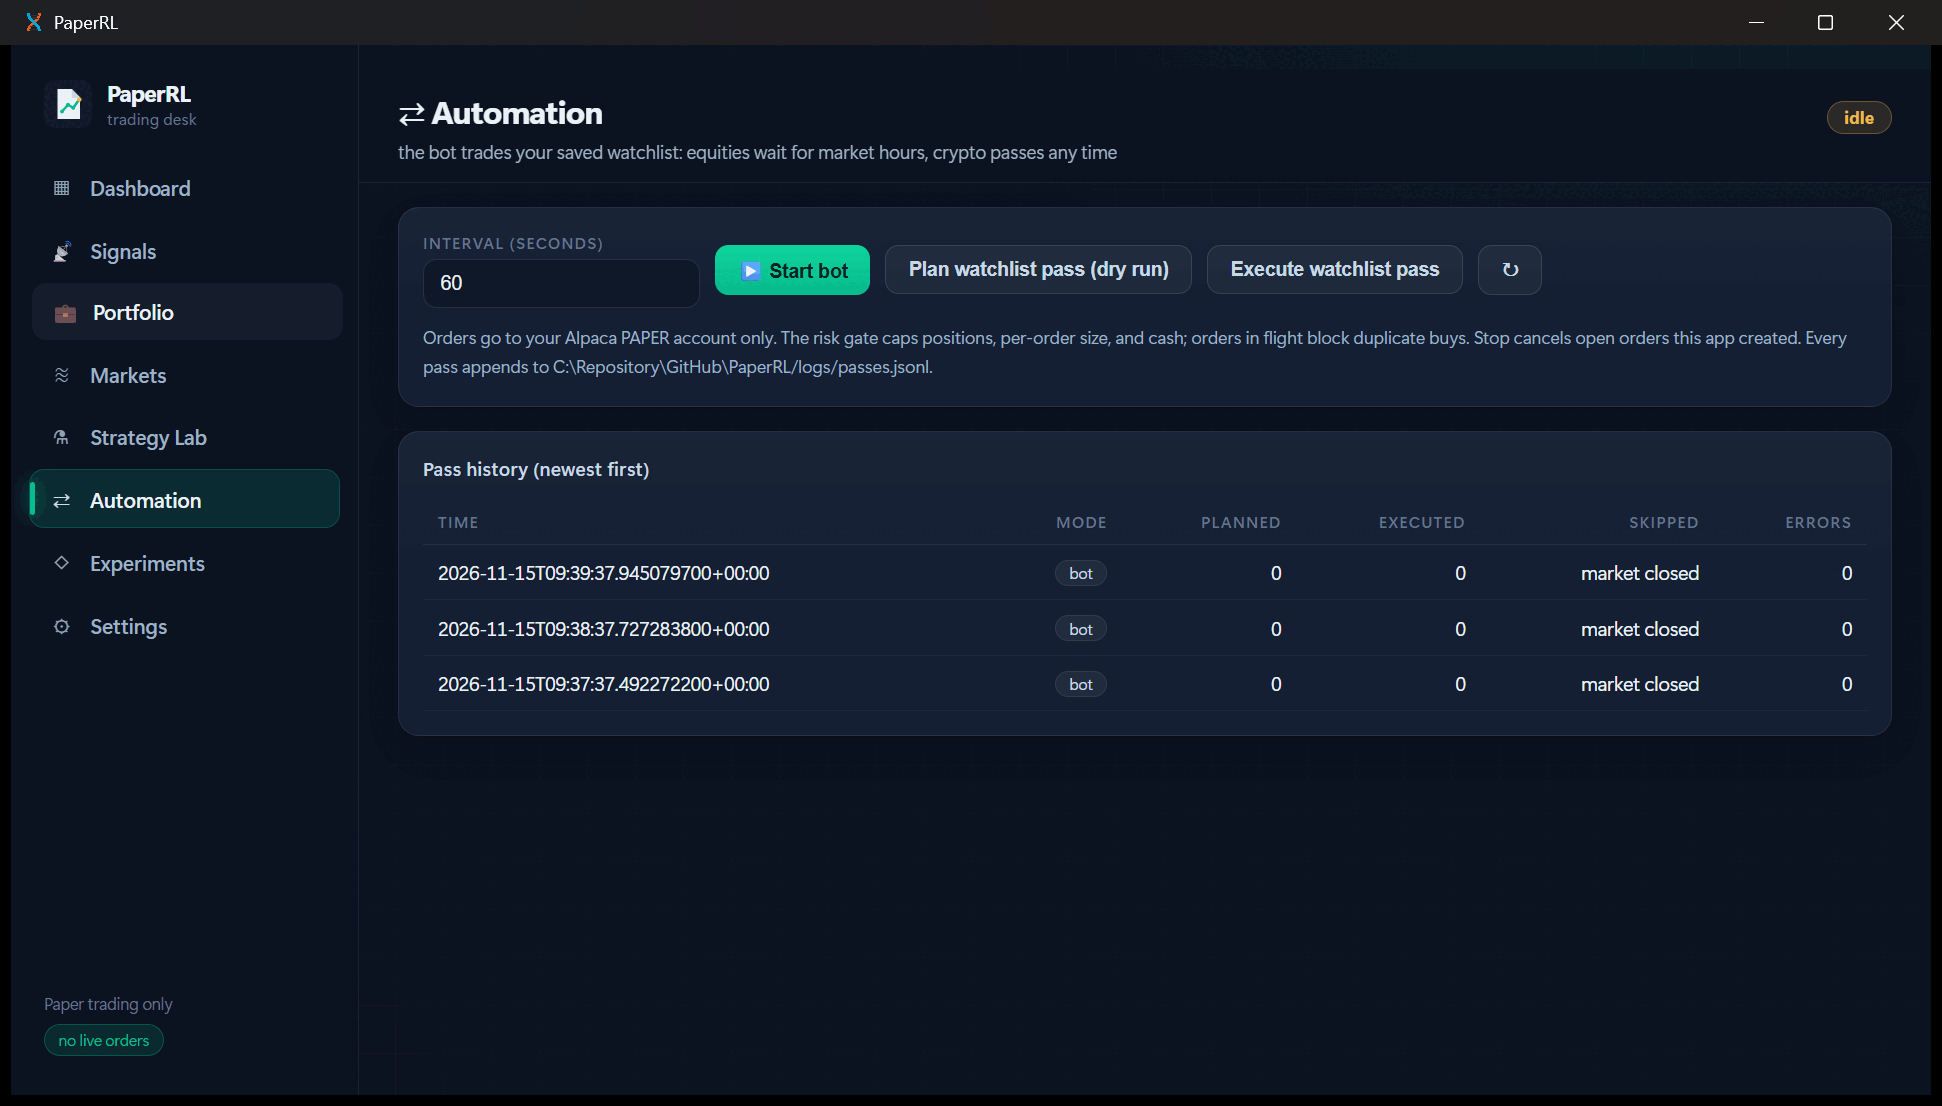 PaperRL
PaperRL
trading desk
Dashboard
Signals
Portfolio
Markets
Strategy Lab
Automation
Experiments
Settings
Paper trading only
no live orders
Automation
idle
the bot trades your saved watchlist: equities wait for market hours, crypto passes any time
INTERVAL (SECONDS)
60
Start bot
Plan watchlist pass (dry run)
Execute watchlist pass
Orders go to your Alpaca PAPER account only. The risk gate caps positions, per-order size, and cash; orders in flight block duplicate buys. Stop cancels open orders this app created. Every
pass appends to C:\Repository\GitHub\PaperRL/logs/passes.jsonl.
Pass history (newest first)
TIME MODE PLANNED EXECUTED SKIPPED ERRORS
2026-11-15T09:39:37.945079700+00:00 bot 0 0 market closed 0
2026-11-15T09:38:37.727283800+00:00 bot 0 0 market closed 0
2026-11-15T09:37:37.492272200+00:00 bot 0 0 market closed 0